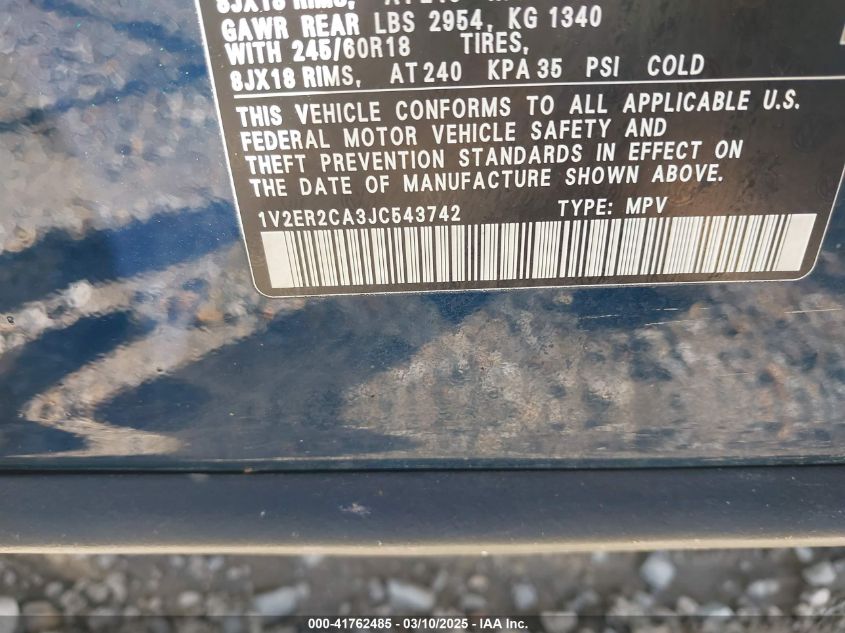 8JX18 RIMS,
GAWR REAR LBS 2954, KG 1340
WITH 245/60R18 TIRES,
8JX18 RIMS, AT 240 KPA 35 PSI COLD
THIS VEHICLE CONFORMS TO ALL APPLICABLE U.S.
FEDERAL MOTOR VEHICLE SAFETY AND
THEFT PREVENTION STANDARDS IN EFFECT ON
THE DATE OF MANUFACTURE SHOWN ABOVE.
1V2ER2CA3JC543742 TYPE: MPV
000-41762485 - 03/10/2025 - IAA Inc.